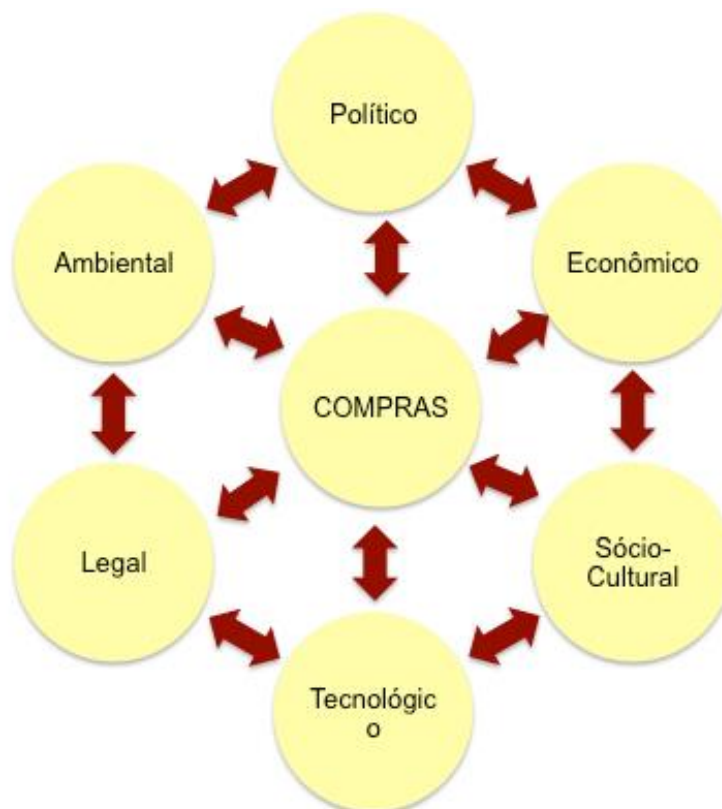 Político
Ambiental
Econômico
COMPRAS
Legal
Sócio-
Cultural
Tecnológic
o